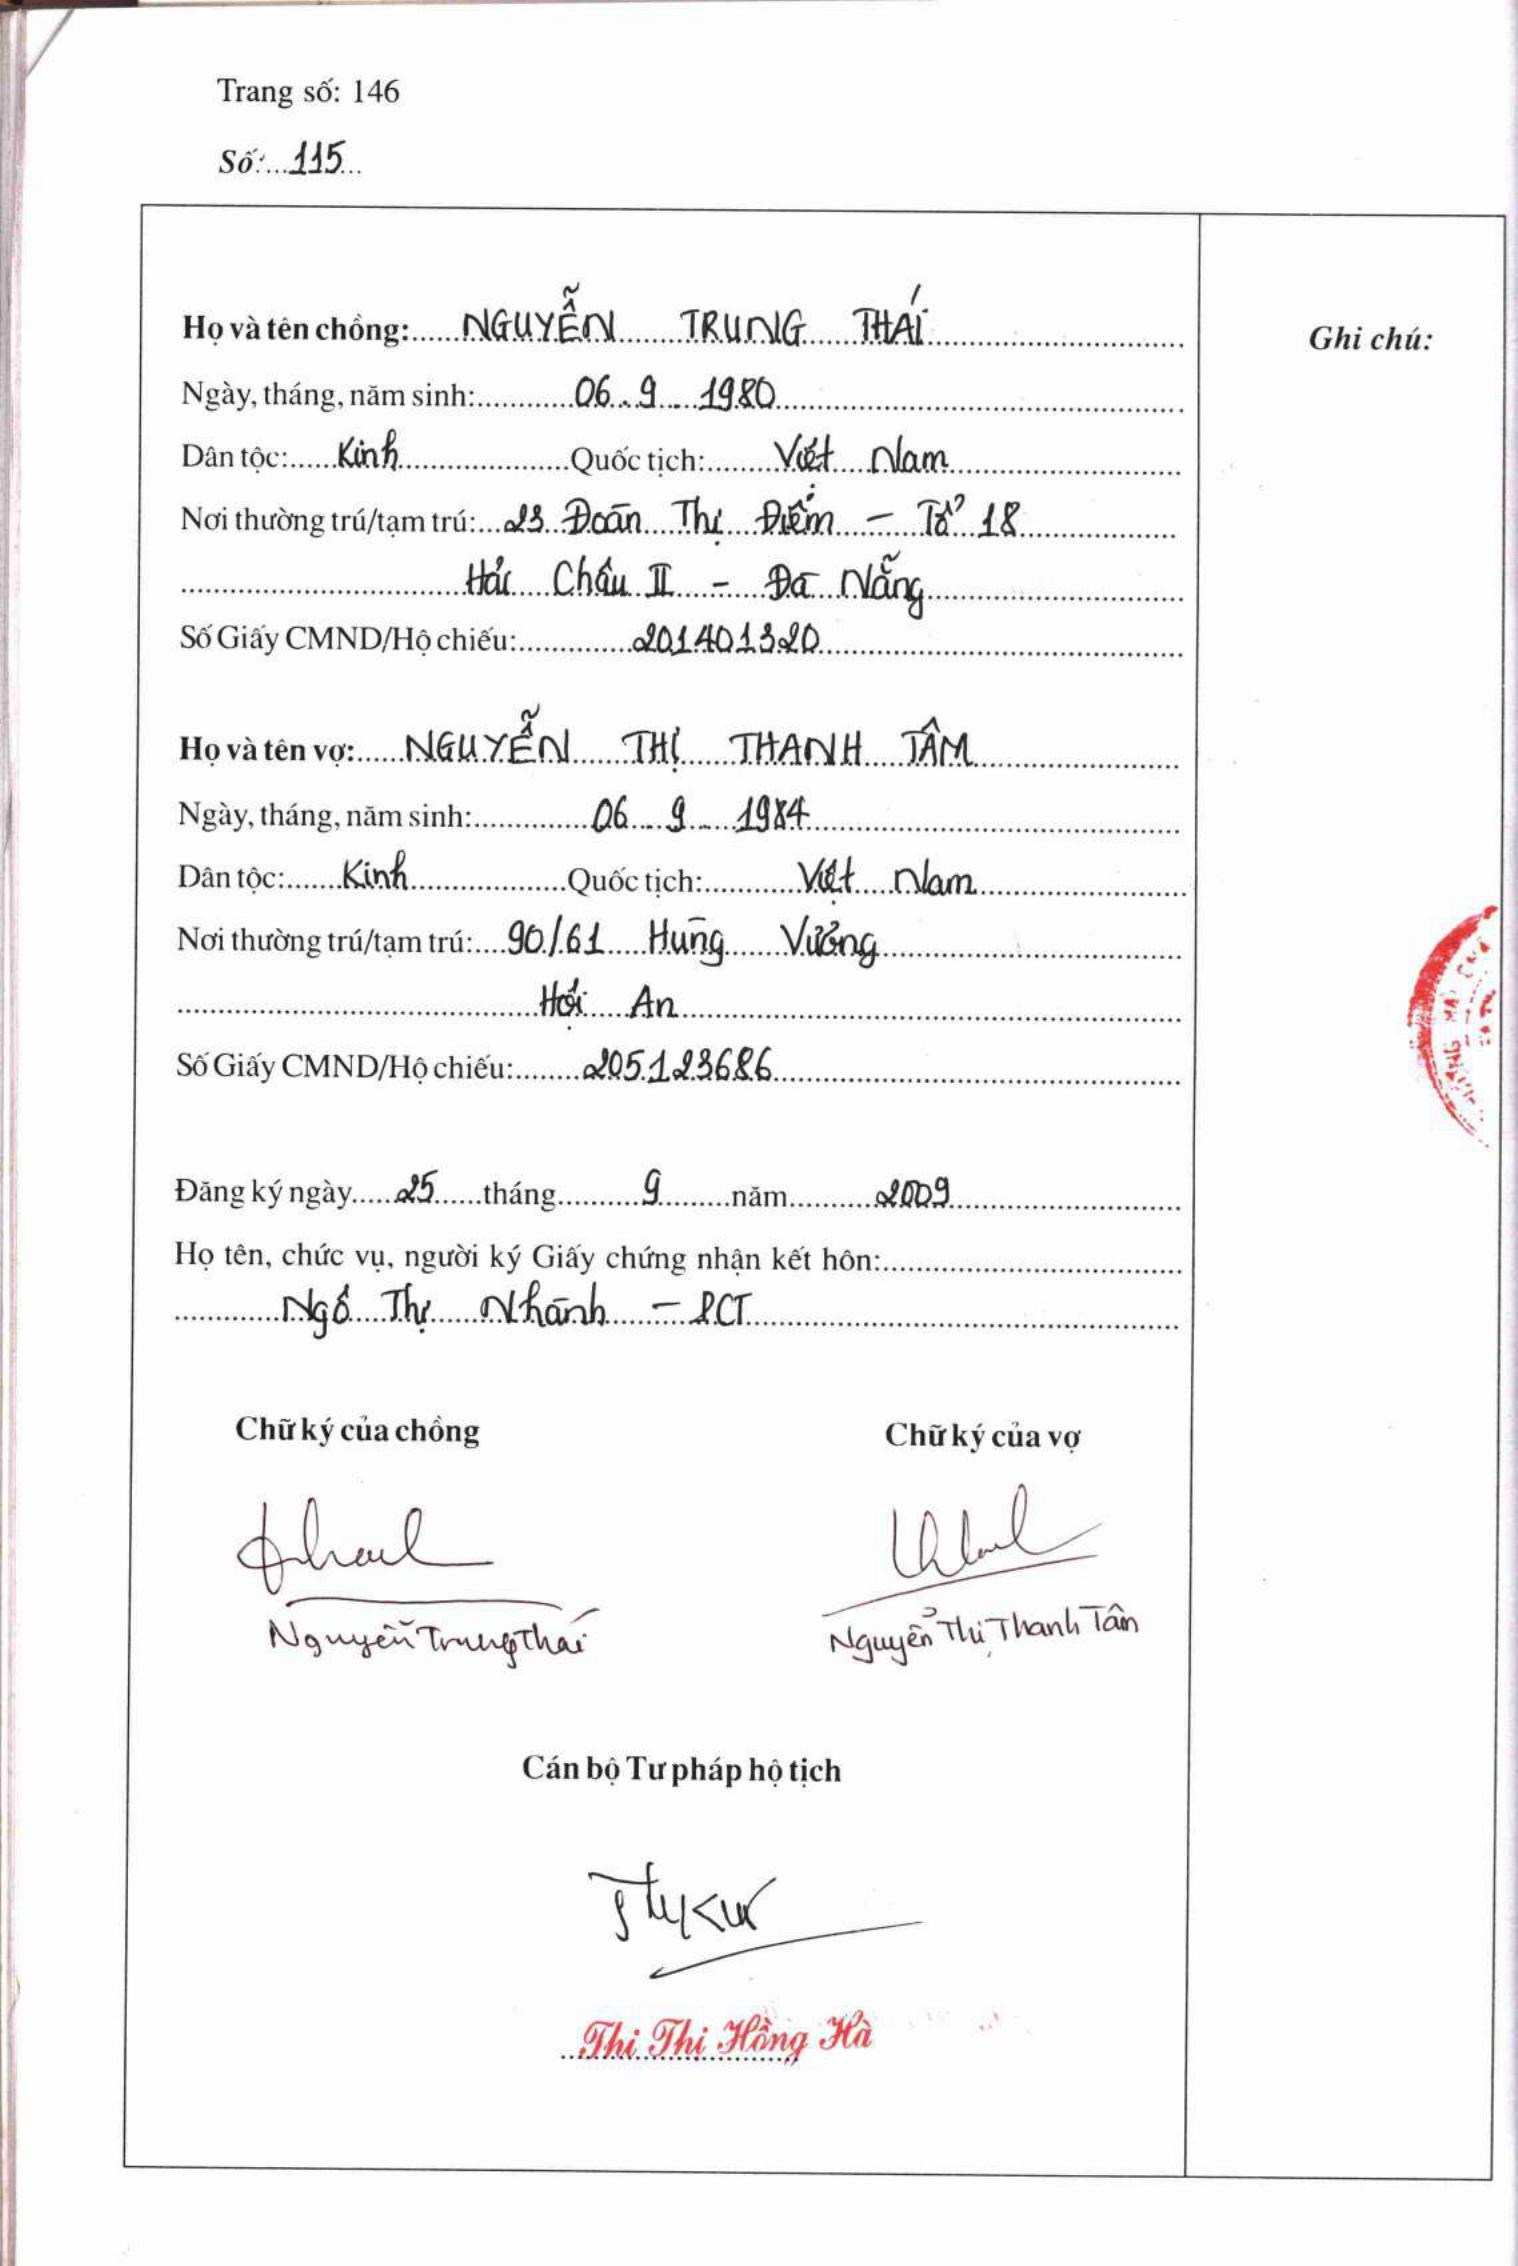 Trang số: 146
Số: 115
Họ và tên chồng: NGUYỄN TRUNG THÁI
Ghi chú:
Ngày, tháng, năm sinh: 06 . 9 . 1980
Dân tộc: Kinh Quốc tịch: Việt Nam
Nơi thường trú/tạm trú: 23 Đoàn Thị Điểm - Tổ 18
Hải Châu II - Đà Nẵng
Số Giấy CMND/Hộ chiếu: 201401320
Họ và tên vợ: NGUYỄN THỊ THANH TÂM
Ngày, tháng, năm sinh: 06 . 9 . 1984
Dân tộc: Kinh Quốc tịch: Việt Nam
Nơi thường trú/tạm trú: 90/61 Hùng Vương
Hội An
Số Giấy CMND/Hộ chiếu: 205123686
Đăng ký ngày 25 tháng 9 năm 2009
Họ tên, chức vụ, người ký Giấy chứng nhận kết hôn:
Ngô Thị Nhành - PCT
Chữ ký của chồng Chữ ký của vợ
Nguyễn Trung Thái Nguyễn Thị Thanh Tâm
Cán bộ Tư pháp hộ tịch
Thi Thị Hồng Hà